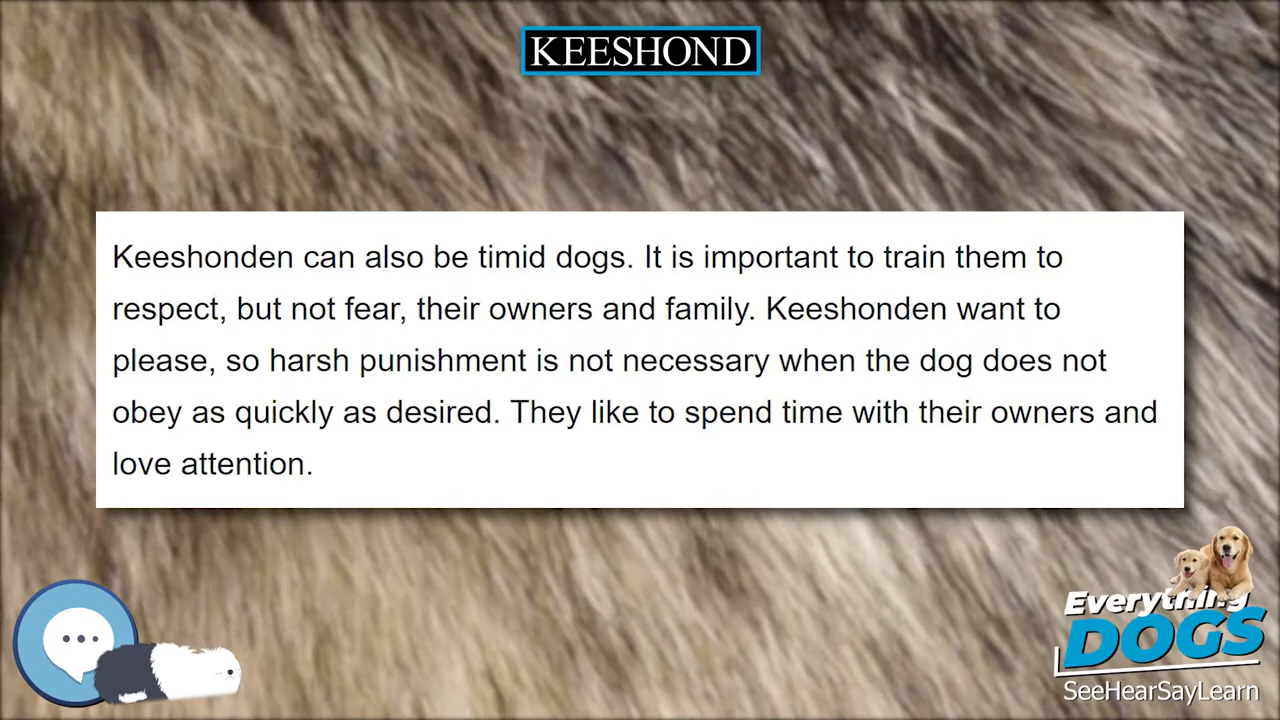 KEESHOND
Keeshonden can also be timid dogs. It is important to train them to
respect, but not fear, their owners and family. Keeshonden want to
please, so harsh punishment is not necessary when the dog does not
obey as quickly as desired. They like to spend time with their owners and
love attention.
Everything
DOGS
SeeHearSayLearn